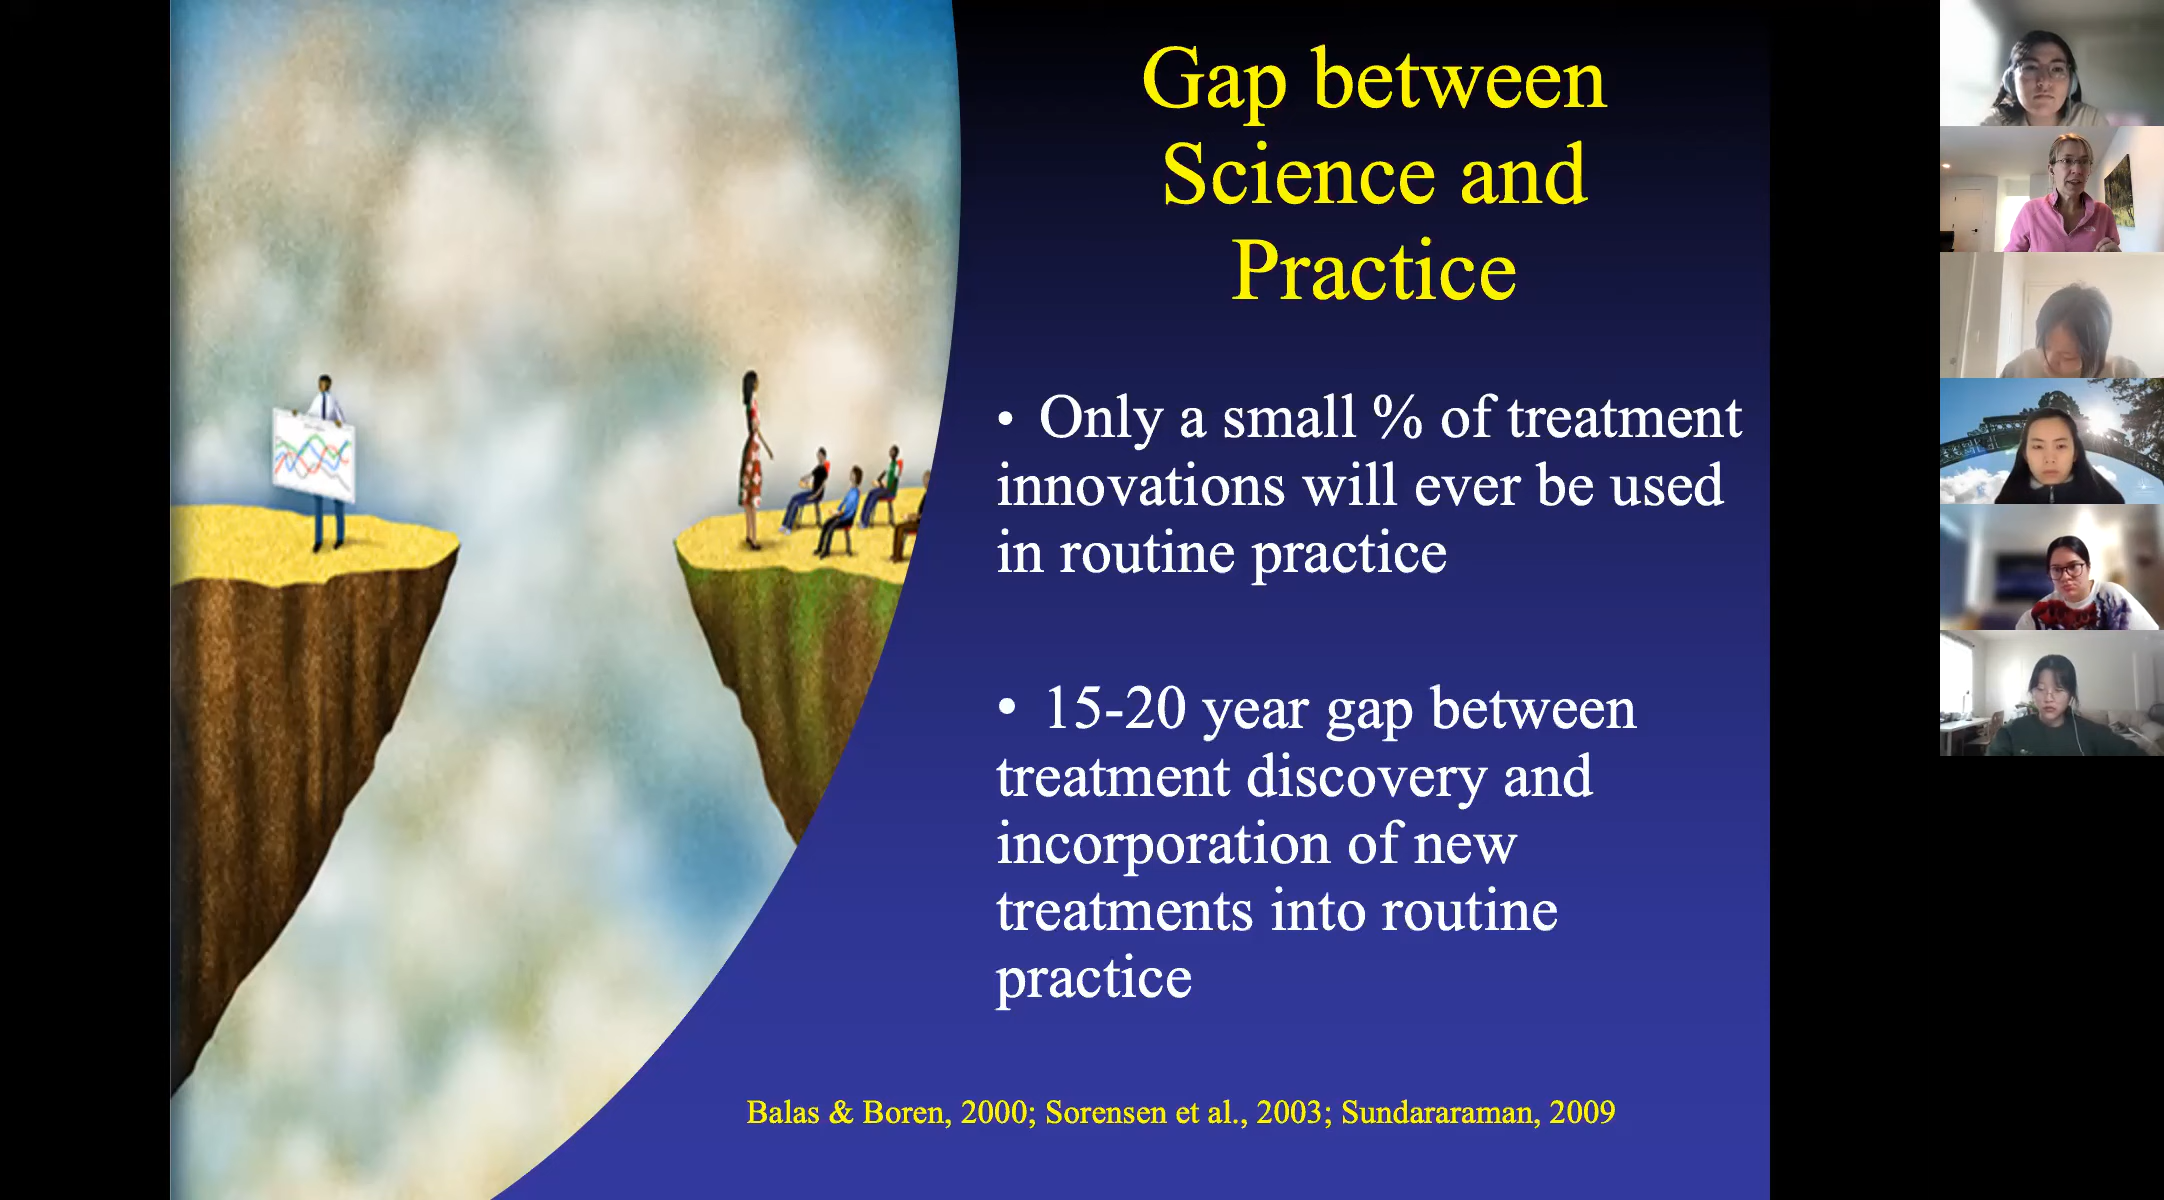 Gap between
Science and
Practice
• Only a small % of treatment
innovations will ever be used
in routine practice
• 15-20 year gap between
treatment discovery and
incorporation of new
treatments into routine
practice
Balas & Boren, 2000; Sorensen et al., 2003; Sundararaman, 2009